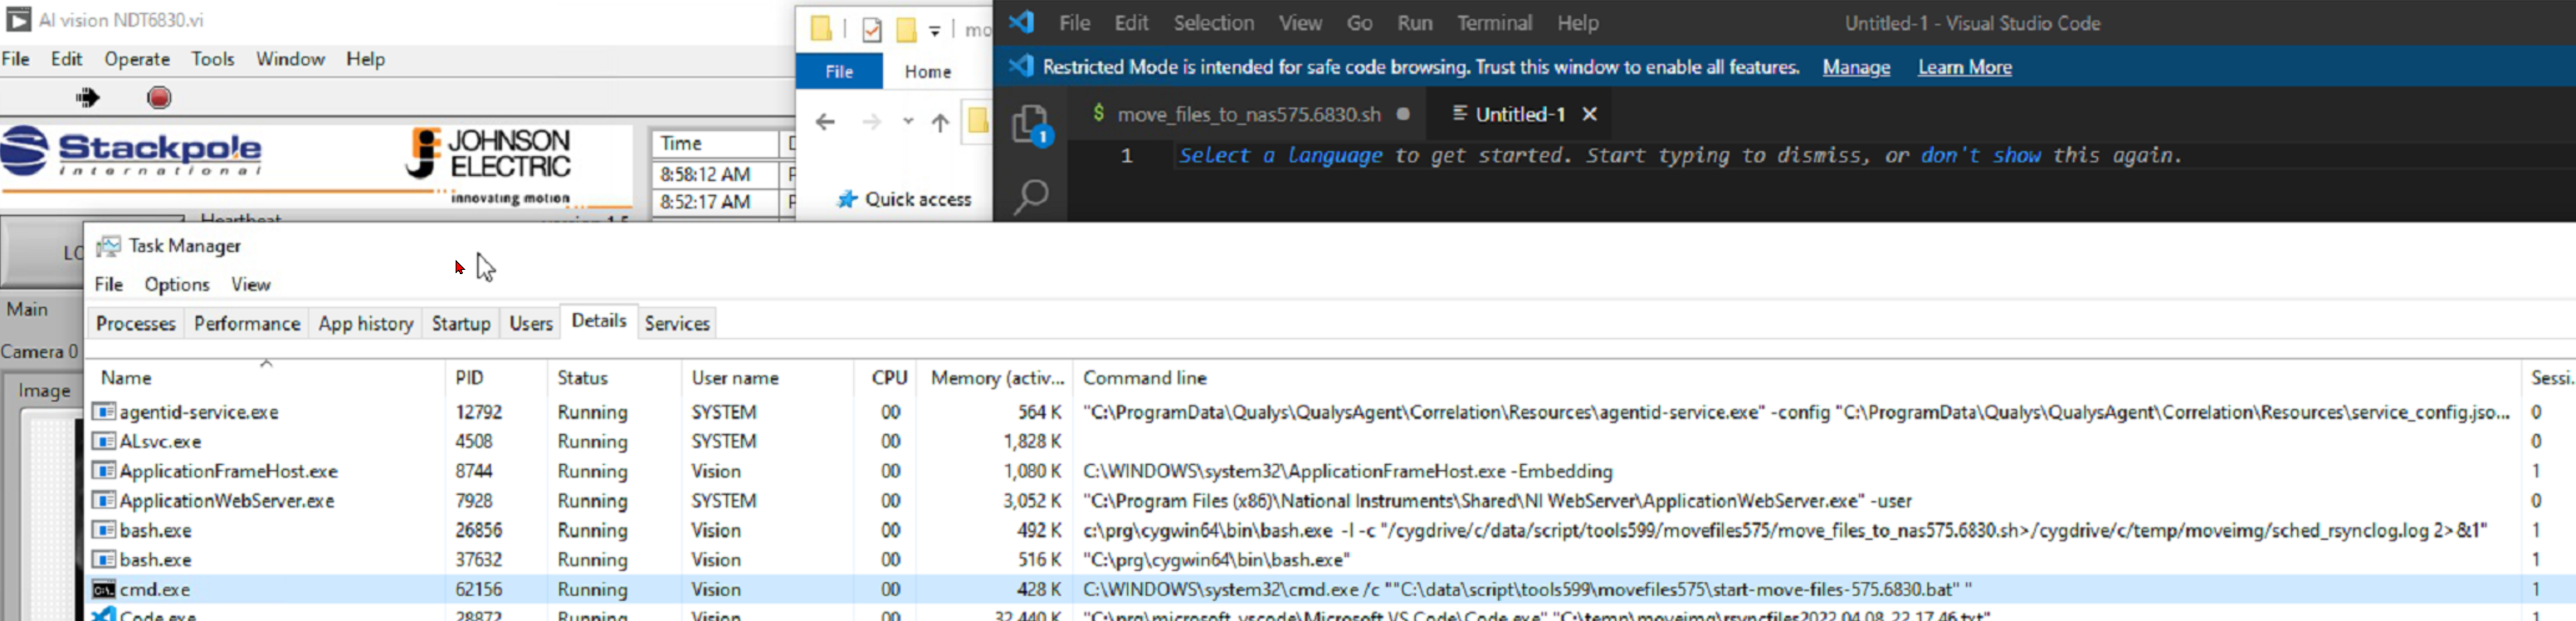 AI vision NDT6830.vi
File Edit Operate Tools Window Help
Stackpole
International
JOHNSON
ELECTRIC
innovating motion
Time
8:58:12 AM
8:52:17 AM
Heartbeat
LO
Main
Camera 0
Image
mo
File Home
Quick access
File Edit Selection View Go Run Terminal Help Untitled-1 - Visual Studio Code
Restricted Mode is intended for safe code browsing. Trust this window to enable all features. Manage Learn More
1
$ move_files_to_nas575.6830.sh ● Untitled-1 ×
1 Select a language to get started. Start typing to dismiss, or don't show this again.
Task Manager
File Options View
Processes Performance App history Startup Users Details Services
Name PID Status User name CPU Memory (activ... Command line Sessi.
agentid-service.exe 12792 Running SYSTEM 00 564 K "C:\ProgramData\Qualys\QualysAgent\Correlation\Resources\agentid-service.exe" -config "C:\ProgramData\Qualys\QualysAgent\Correlation\Resources\service_config.jso... 0
ALsvc.exe 4508 Running SYSTEM 00 1,828 K 0
ApplicationFrameHost.exe 8744 Running Vision 00 1,080 K C:\WINDOWS\system32\ApplicationFrameHost.exe -Embedding 1
ApplicationWebServer.exe 7928 Running SYSTEM 00 3,052 K "C:\Program Files (x86)\National Instruments\Shared\NI WebServer\ApplicationWebServer.exe" -user 0
bash.exe 26856 Running Vision 00 492 K c:\prg\cygwin64\bin\bash.exe -l -c "/cygdrive/c/data/script/tools599/movefiles575/move_files_to_nas575.6830.sh>/cygdrive/c/temp/moveimg/sched_rsynclog.log 2>&1" 1
bash.exe 37632 Running Vision 00 516 K "C:\prg\cygwin64\bin\bash.exe" 1
cmd.exe 62156 Running Vision 00 428 K C:\WINDOWS\system32\cmd.exe /c ""C:\data\script\tools599\movefiles575\start-move-files-575.6830.bat" " 1
Code.exe 28872 Running Vision 00 32,440 K "C:\prg\microsoft_vscode\Microsoft VS Code\Code.exe" "C:\temp\moveimg\rsyncfiles2022.04.08_22.17.46.txt" 1